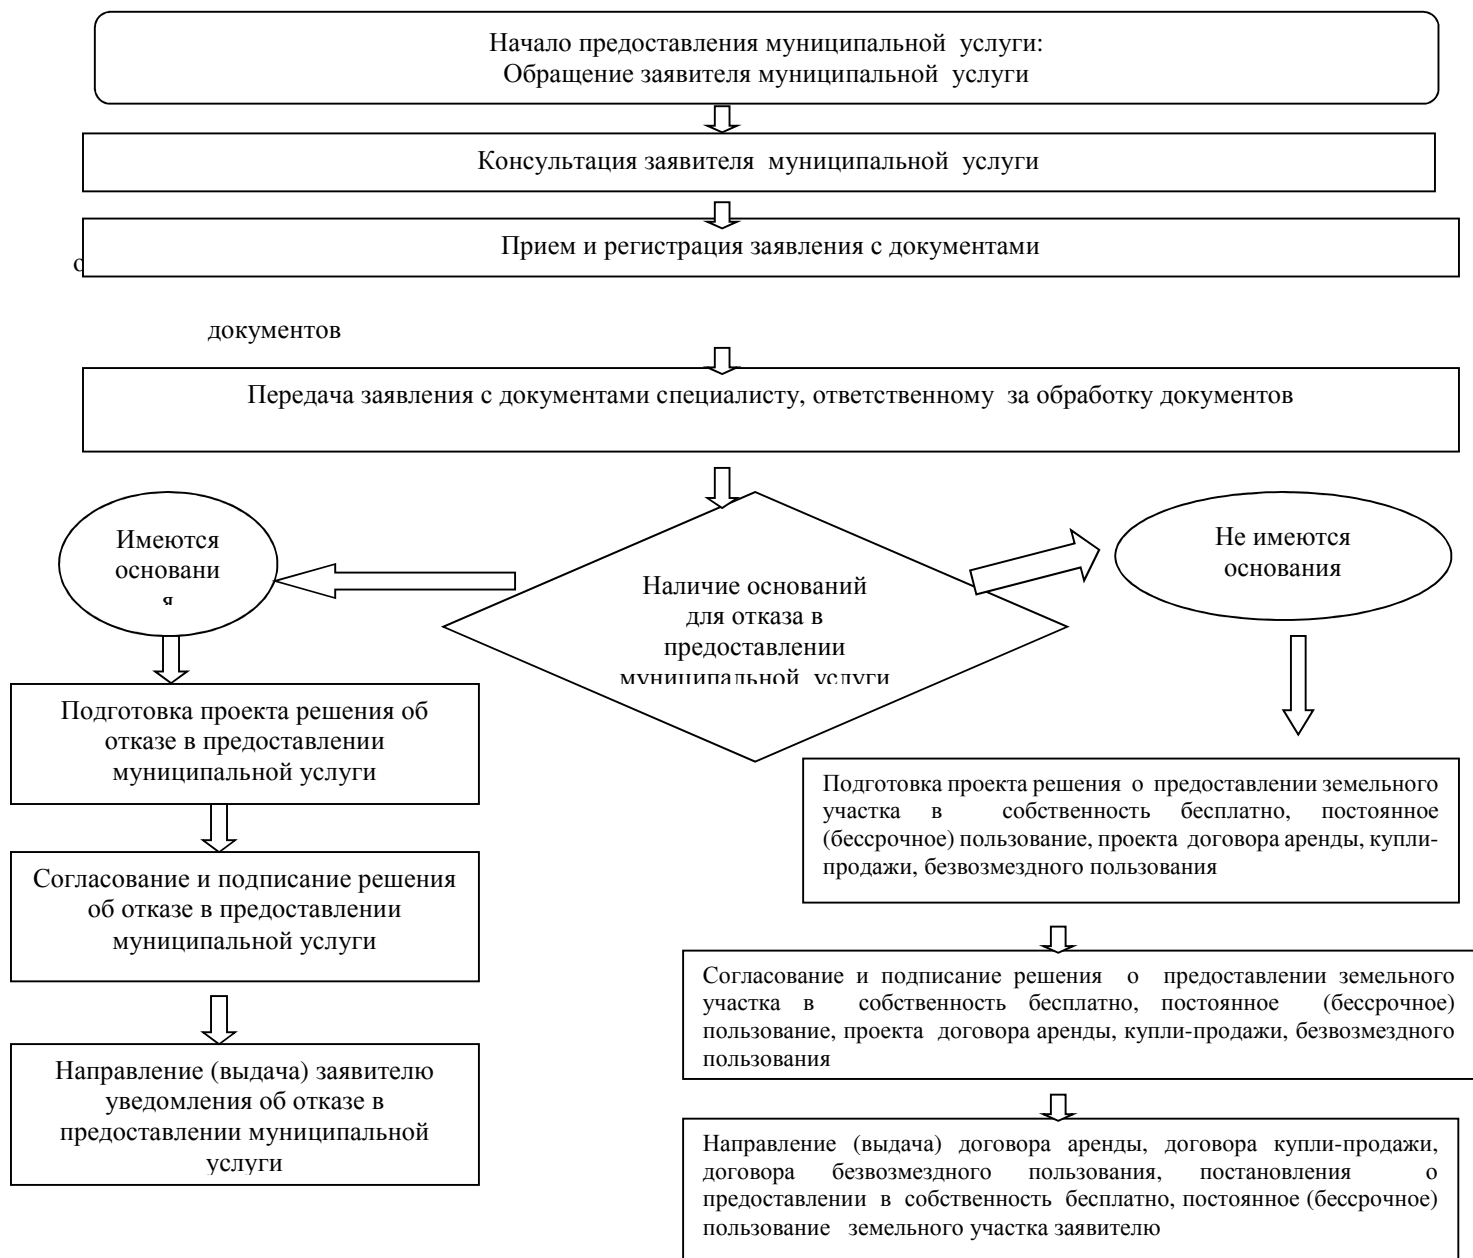 Начало предоставления муниципальной услуги:
Обращение заявителя муниципальной услуги
Консультация заявителя муниципальной услуги
Прием и регистрация заявления с документами
документов
Передача заявления с документами специалисту, ответственному за обработку документов
Имеются
основани
я
Наличие оснований
для отказа в
предоставлении
муниципальной услуги
Не имеются
основания
Подготовка проекта решения об
отказе в предоставлении
муниципальной услуги
Согласование и подписание решения
об отказе в предоставлении
муниципальной услуги
Направление (выдача) заявителю
уведомления об отказе в
предоставлении муниципальной
услуги
Подготовка проекта решения о предоставлении земельного
участка в собственность бесплатно, постоянное
(бессрочное) пользование, проекта договора аренды, купли-
продажи, безвозмездного пользования
Согласование и подписание решения о предоставлении земельного
участка в собственность бесплатно, постоянное (бессрочное)
пользование, проекта договора аренды, купли-продажи, безвозмездного
пользования
Направление (выдача) договора аренды, договора купли-продажи,
договора безвозмездного пользования, постановления о
предоставлении в собственность бесплатно, постоянное (бессрочное)
пользование земельного участка заявителю